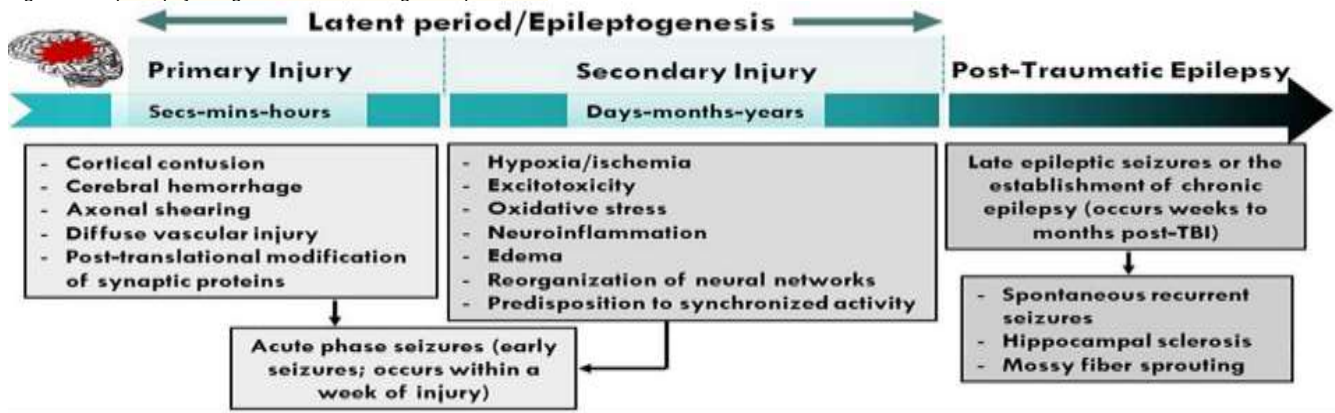 Latent period/Epileptogenesis
Primary Injury
Secondary Injury
Post-Traumatic Epilepsy
Secs-mins-hours
Days-months-years
- Cortical contusion
- Cerebral hemorrhage
- Axonal shearing
- Diffuse vascular injury
- Post-translational modification
of synaptic proteins
- Hypoxia/ischemia
- Excitotoxicity
- Oxidative stress
- Neuroinflammation
- Edema
- Reorganization of neural networks
- Predisposition to synchronized activity
Late epileptic seizures or the
establishment of chronic
epilepsy (occurs weeks to
months post-TBI)
Acute phase seizures (early
seizures; occurs within a
week of injury)
- Spontaneous recurrent
seizures
- Hippocampal sclerosis
- Mossy fiber sprouting